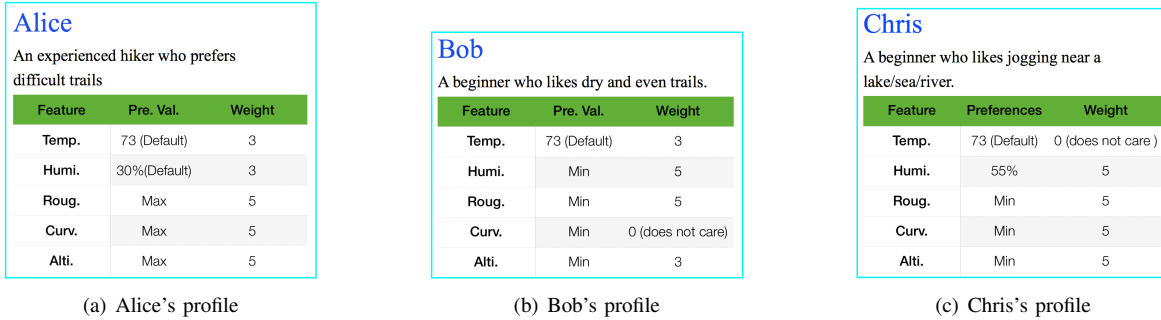 Alice
An experienced hiker who prefers
difficult trails
Feature Pre. Val. Weight
Temp. 73 (Default) 3
Humi. 30%(Default) 3
Roug. Max 5
Curv. Max 5
Alti. Max 5
(a) Alice's profile
Bob
A beginner who likes dry and even trails.
Feature Pre. Val. Weight
Temp. 73 (Default) 3
Humi. Min 5
Roug. Min 5
Curv. Min 0 (does not care)
Alti. Min 3
(b) Bob's profile
Chris
A beginner who likes jogging near a
lake/sea/river.
Feature Preferences Weight
Temp. 73 (Default) 0 (does not care )
Humi. 55% 5
Roug. Min 5
Curv. Min 5
Alti. Min 5
(c) Chris's profile